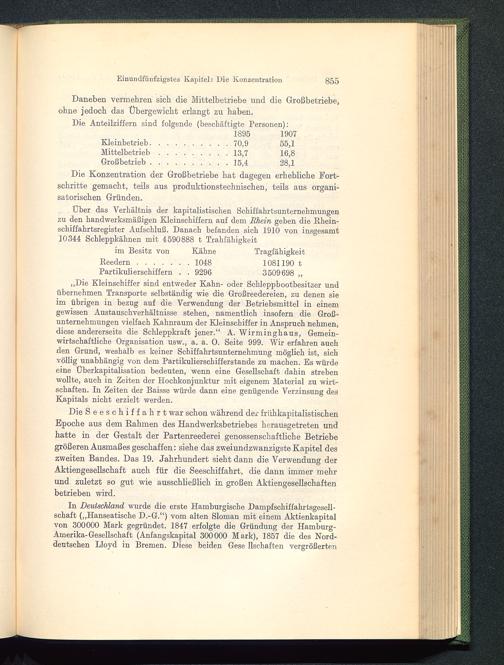 Einundfünfzigstes Kapitel: Die Konzentration 855
Daneben vermehren sich die Mittelbetriebe und die Großbetriebe,
ohne jedoch das Übergewicht erlangt zu haben.
Die Anteilziffern sind folgende (beschäftigte Personen):
1895 1907
Kleinbetrieb. . . . . . . . . . 70,9 55,1
Mittelbetrieb . . . . . . . . . 13,7 16,8
Großbetrieb . . . . . . . . . . 15,4 28,1
Die Konzentration der Großbetriebe hat dagegen erhebliche Fort-
schritte gemacht, teils aus produktionstechnischen, teils aus organi-
satorischen Gründen.
Über das Verhältnis der kapitalistischen Schiffahrtsunternehmungen
zu den handwerksmäßigen Kleinschiffern auf dem Rhein geben die Rhein-
schiffahrtsregister Aufschluß. Danach befanden sich 1910 von insgesamt
10344 Schleppkähnen mit 4590888 t Trahfähigkeit
im Besitz von Kähne Tragfähigkeit
Reedern . . . . . . . 1048 1081190 t
Partikulierschiffern . . 9296 3509698 „
„Die Kleinschiffer sind entweder Kahn- oder Schleppbootbesitzer und
übernehmen Transporte selbständig wie die Großreedereien, zu denen sie
im übrigen in bezug auf die Verwendung der Betriebsmittel in einem
gewissen Austauschverhältnisse stehen, namentlich insofern die Groß-
unternehmungen vielfach Kahnraum der Kleinschiffer in Anspruch nehmen,
diese andererseits die Schleppkraft jener.“ A. Wirminghaus, Gemein-
wirtschaftliche Organisation usw., a. a. O. Seite 999. Wir erfahren auch
den Grund, weshalb es keiner Schiffahrtsunternehmung möglich ist, sich
völlig unabhängig von dem Partikulierschifferstande zu machen. Es würde
eine Überkapitalisation bedeuten, wenn eine Gesellschaft dahin streben
wollte, auch in Zeiten der Hochkonjunktur mit eigenem Material zu wirt-
schaften. In Zeiten der Baisse würde dann eine genügende Verzinsung des
Kapitals nicht erzielt werden.
Die Seeschiffahrt war schon während der frühkapitalistischen
Epoche aus dem Rahmen des Handwerksbetriebes herausgetreten und
hatte in der Gestalt der Partenreederei genossenschaftliche Betriebe
größeren Ausmaßes geschaffen: siehe das zweiundzwanzigste Kapitel des
zweiten Bandes. Das 19. Jahrhundert sieht dann die Verwendung der
Aktiengesellschaft auch für die Seeschiffahrt, die dann immer mehr
und zuletzt so gut wie ausschließlich in großen Aktiengesellschaften
betrieben wird.
In Deutschland wurde die erste Hamburgische Dampfschiffahrtsgesell-
schaft („Hanseatische D.-G.“) vom alten Sloman mit einem Aktienkapital
von 300000 Mark gegründet. 1847 erfolgte die Gründung der Hamburg-
Amerika-Gesellschaft (Anfangskapital 300000 Mark), 1857 die des Nord-
deutschen Lloyd in Bremen. Diese beiden Gesellschaften vergrößerten